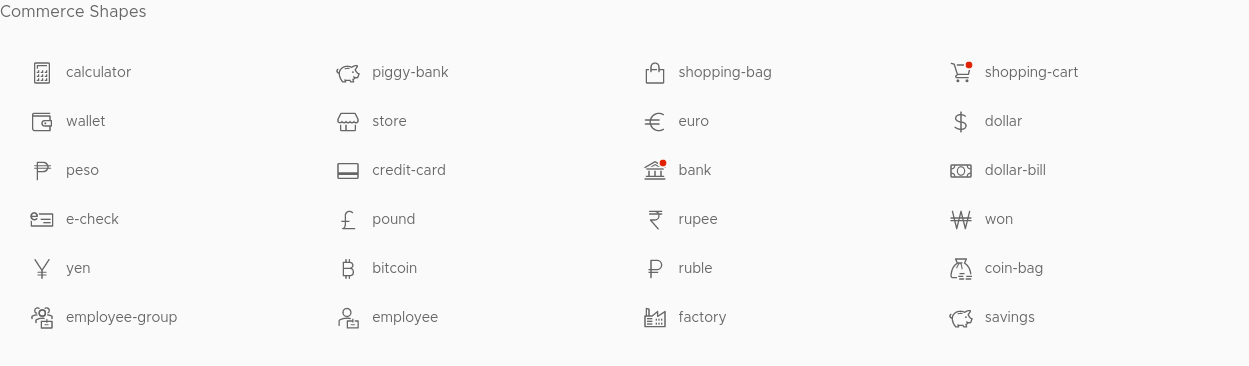 Commerce Shapes
calculator piggy-bank shopping-bag shopping-cart
wallet store euro dollar
peso credit-card bank dollar-bill
e-check pound rupee won
yen bitcoin ruble coin-bag
employee-group employee factory savings